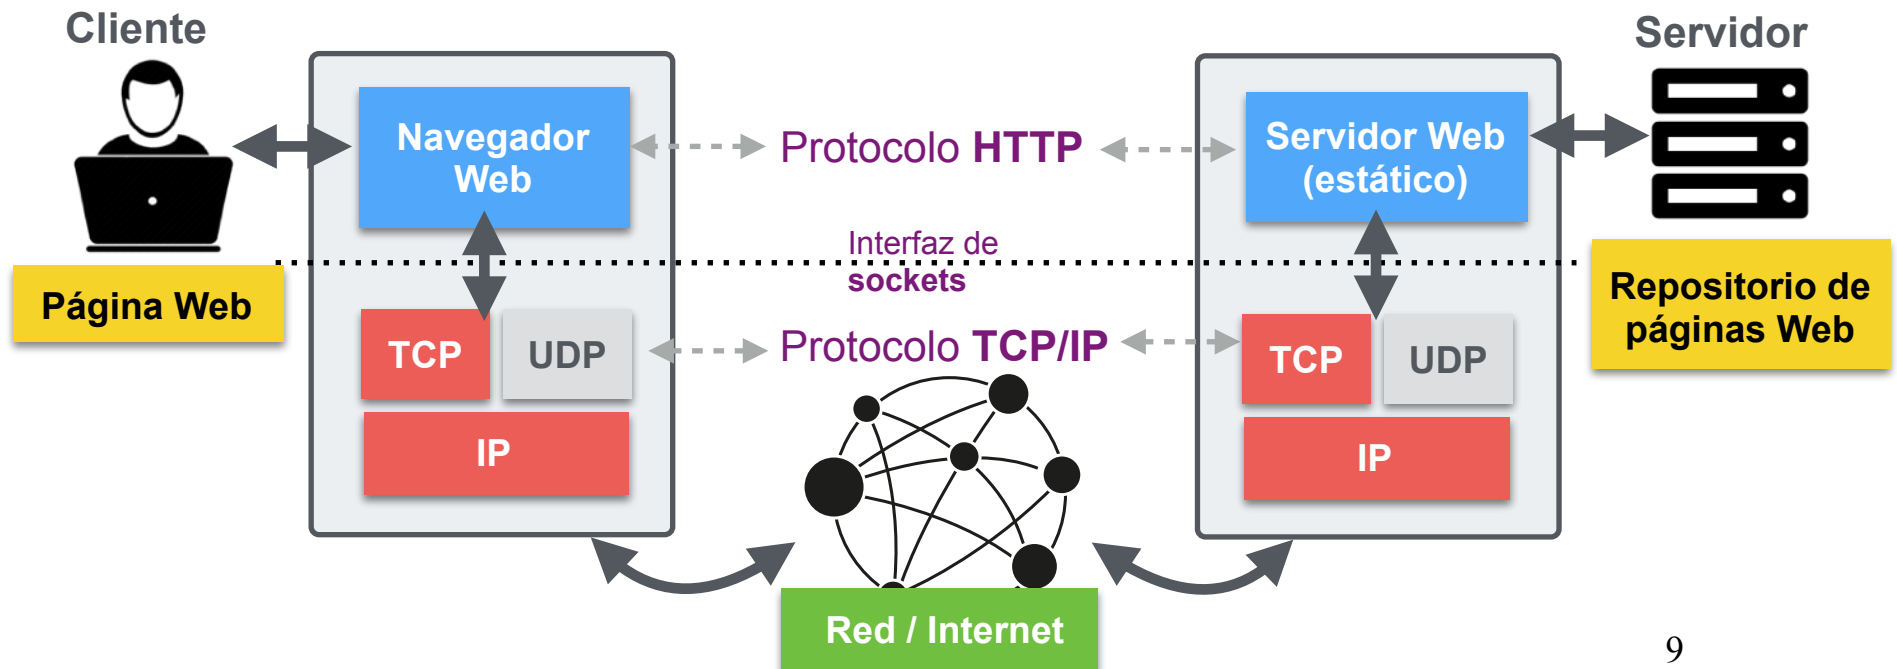 Cliente
Servidor
Navegador
Web
Protocolo HTTP
Servidor Web
(estático)
Interfaz de
sockets
Página Web
Repositorio de
páginas Web
TCP
UDP
Protocolo TCP/IP
TCP
UDP
IP
IP
Red / Internet
9